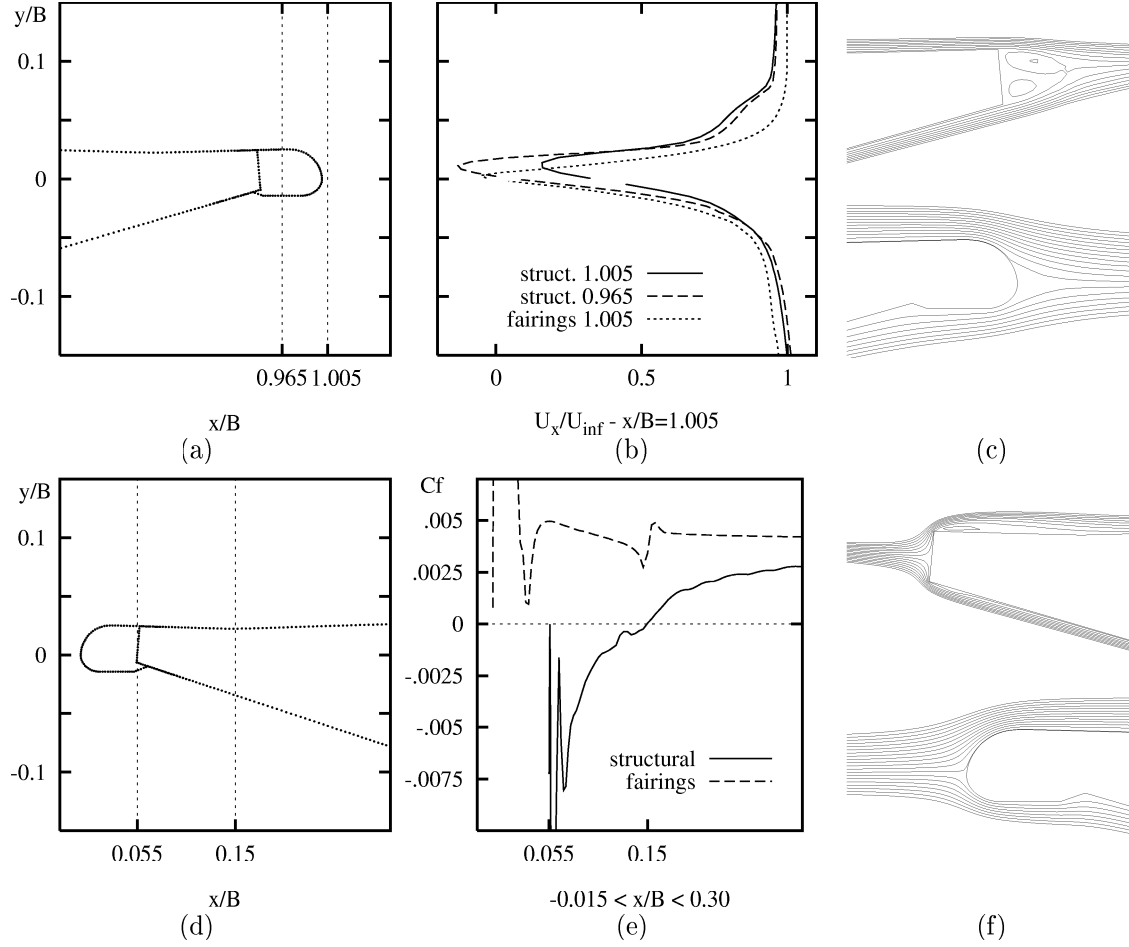 y/B
0.1
0
-0.1
0.965 1.005
x/B
(a)
struct. 1.005
struct. 0.965
fairings 1.005
0 0.5 1
Ux/Uinf - x/B=1.005
(b)
(c)
y/B
0.1
0
-0.1
0.055 0.15
x/B
(d)
Cf
.005
.0025
0
-.0025
-.005
-.0075
structural
fairings
0.055 0.15
-0.015 < x/B < 0.30
(e)
(f)